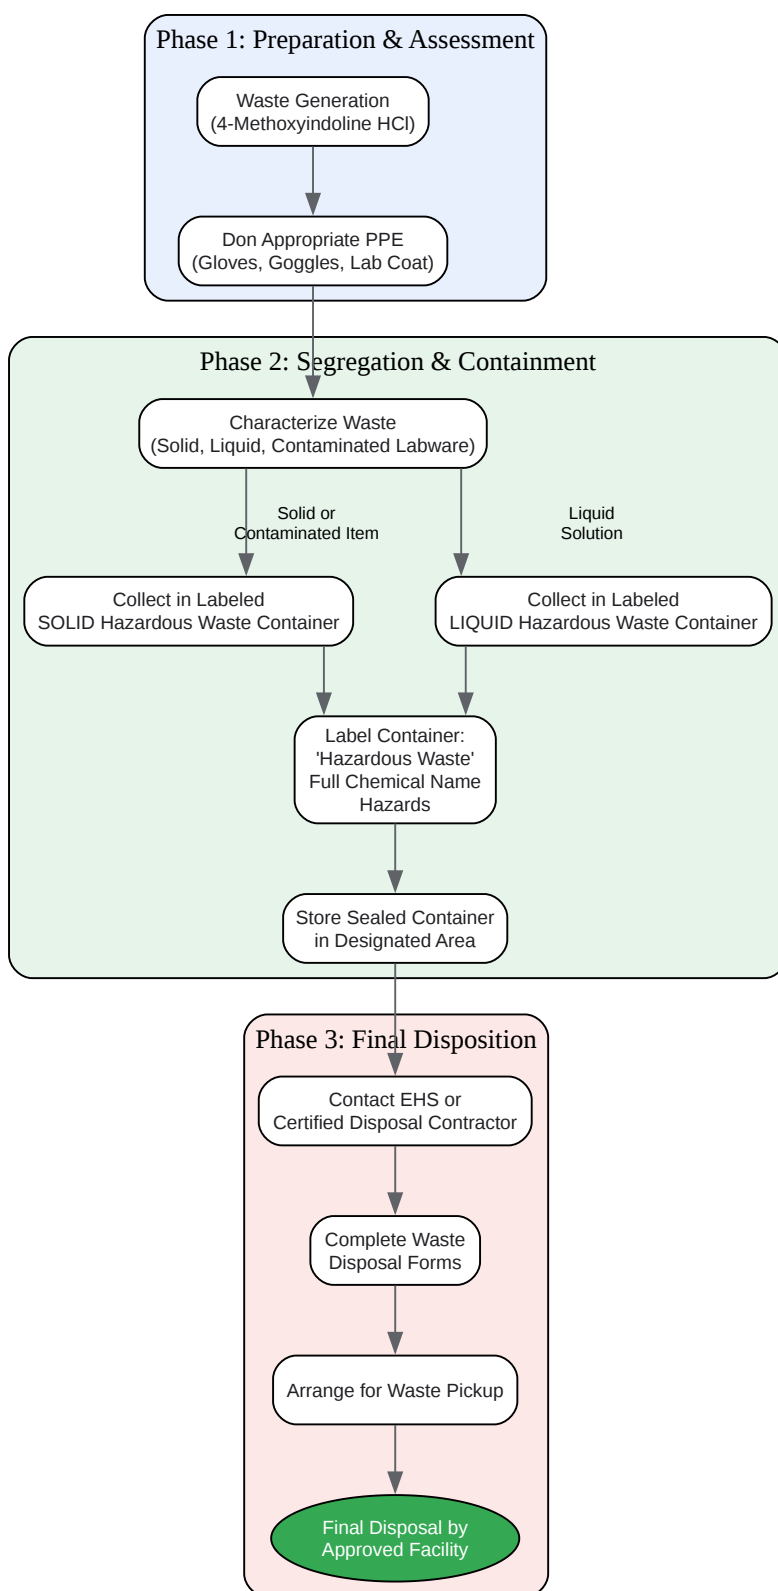 Phase 1: Preparation & Assessment
Waste Generation
(4-Methoxyindoline HCl)
Don Appropriate PPE
(Gloves, Goggles, Lab Coat)
Phase 2: Segregation & Containment
Characterize Waste
(Solid, Liquid, Contaminated Labware)
Solid or
Contaminated Item
Liquid
Solution
Collect in Labeled
SOLID Hazardous Waste Container
Collect in Labeled
LIQUID Hazardous Waste Container
Label Container:
'Hazardous Waste'
Full Chemical Name
Hazards
Store Sealed Container
in Designated Area
Phase 3: Final Disposition
Contact EHS or
Certified Disposal Contractor
Complete Waste
Disposal Forms
Arrange for Waste Pickup
Final Disposal by
Approved Facility